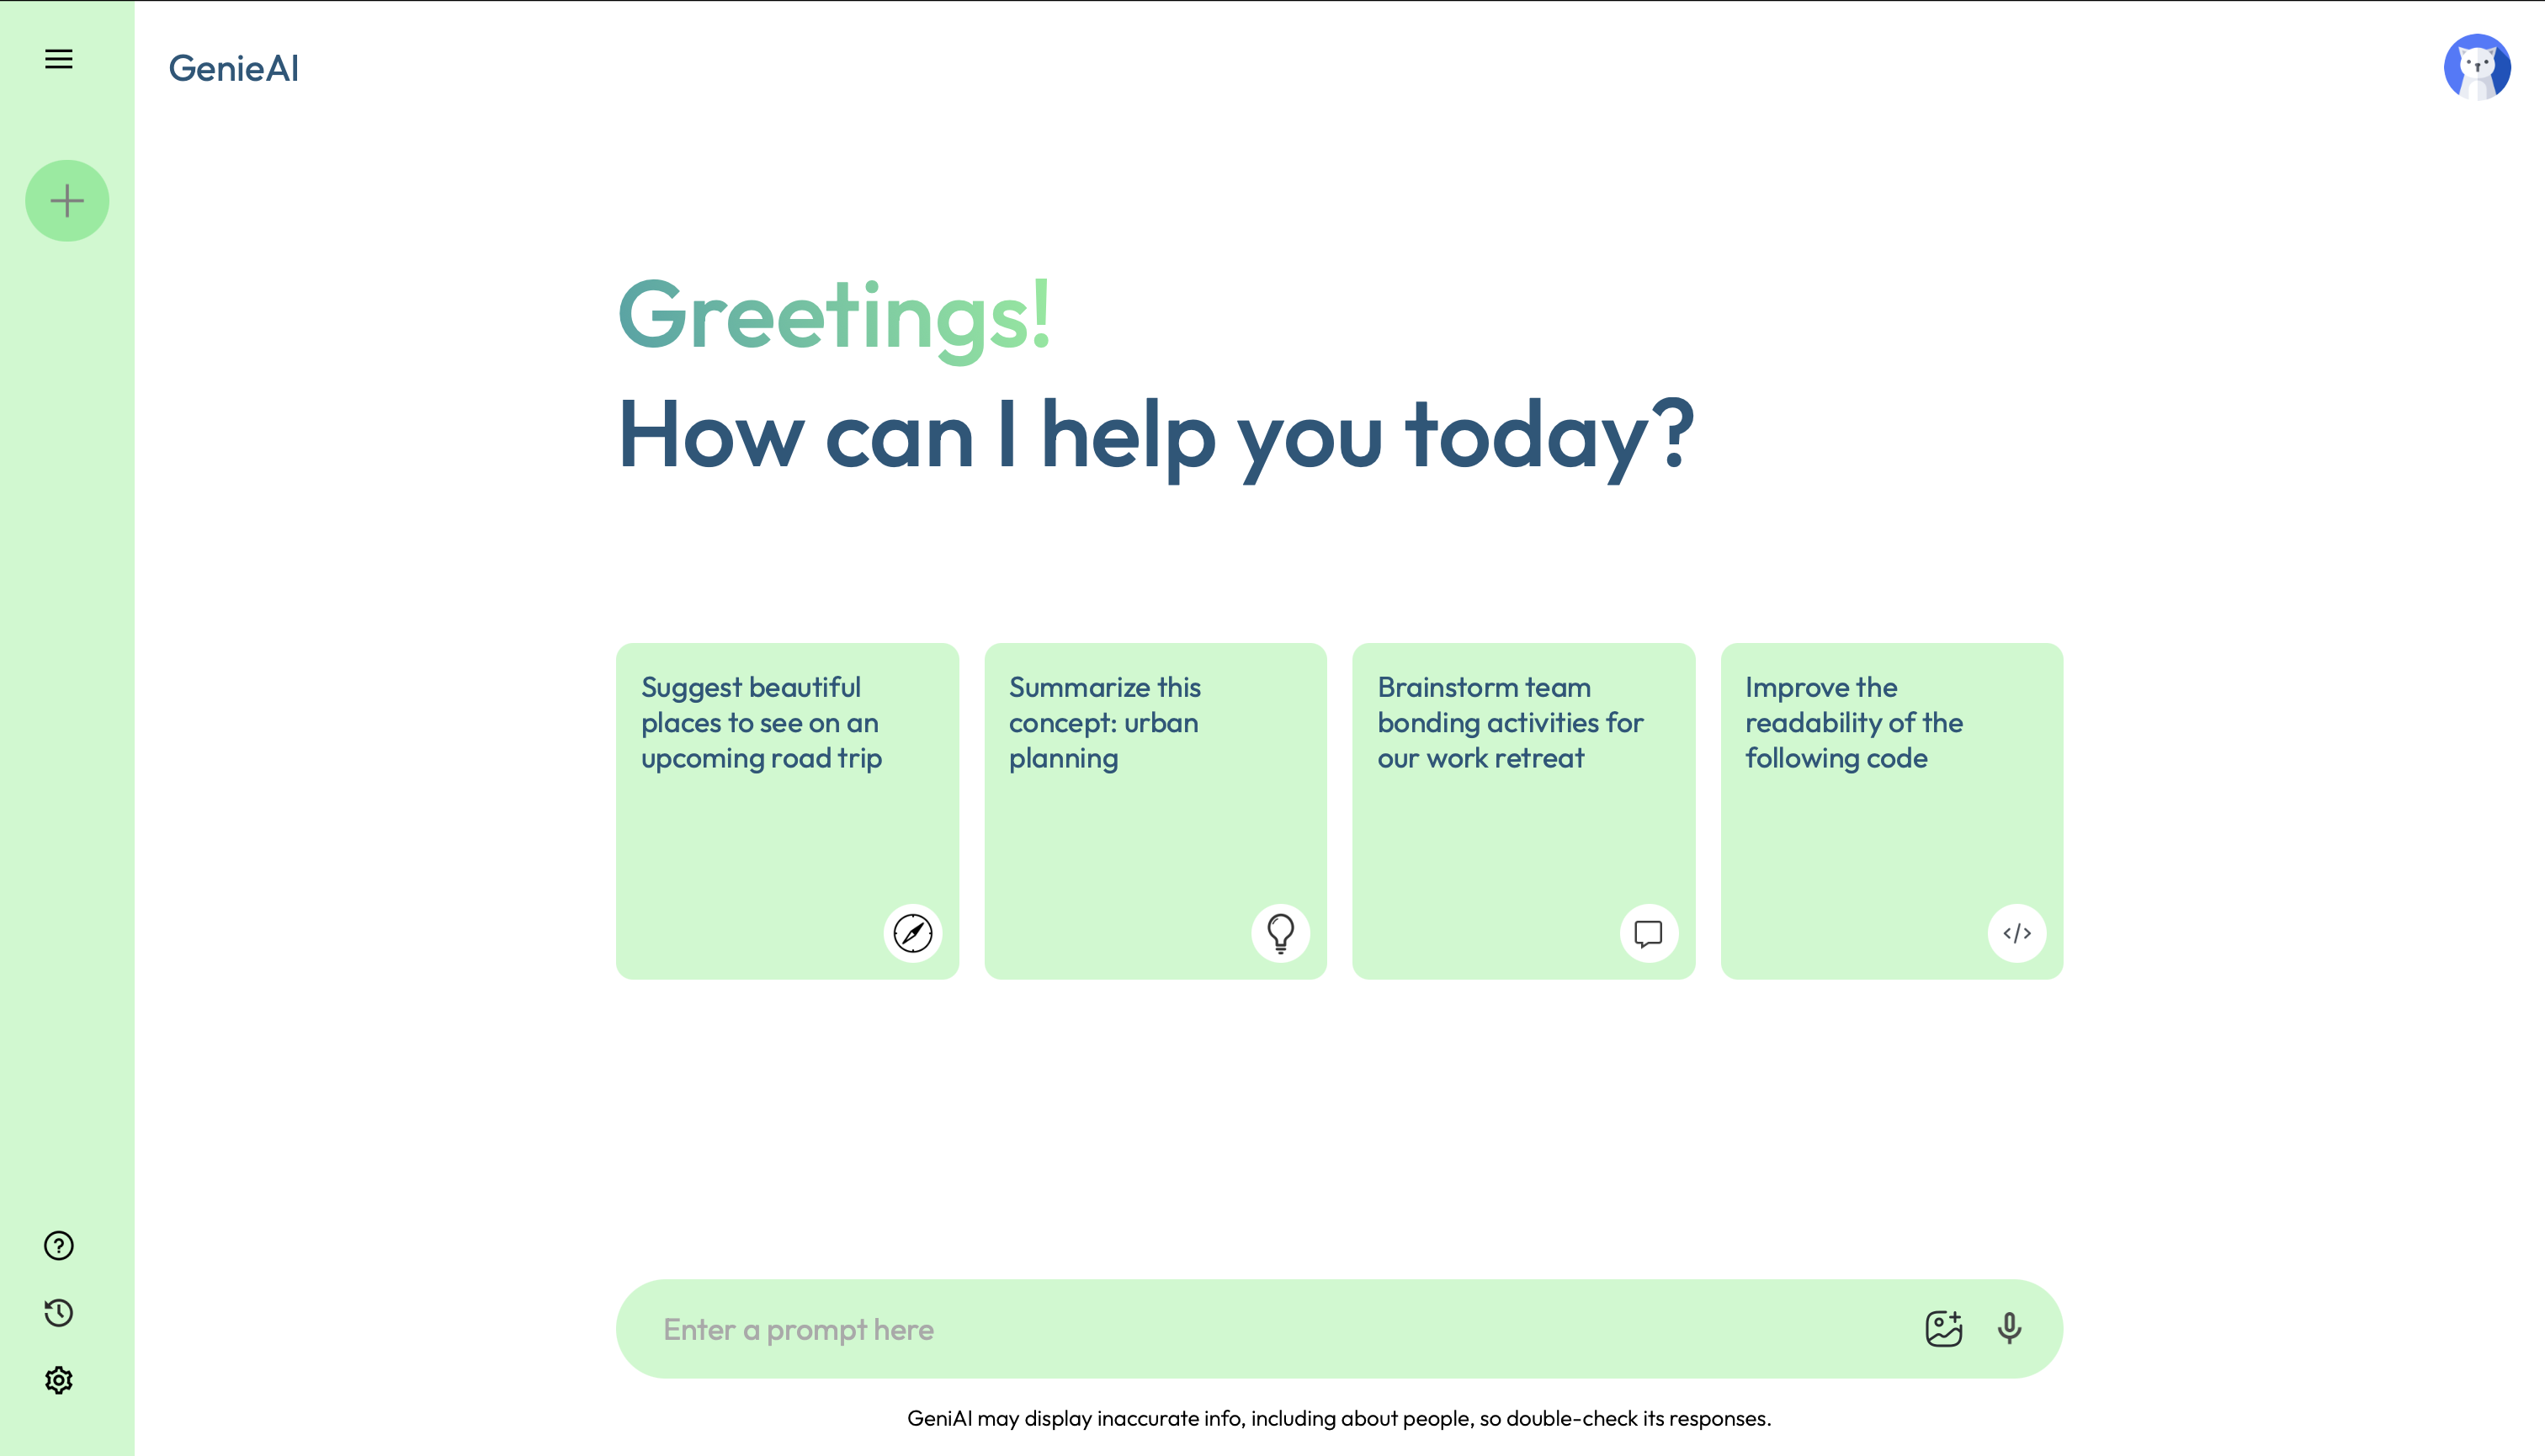 GenieAI
Greetings!
How can I help you today?
Suggest beautiful
places to see on an
upcoming road trip
Summarize this
concept: urban
planning
Brainstorm team
bonding activities for
our work retreat
Improve the
readability of the
following code
Enter a prompt here
GeniAI may display inaccurate info, including about people, so double-check its responses.